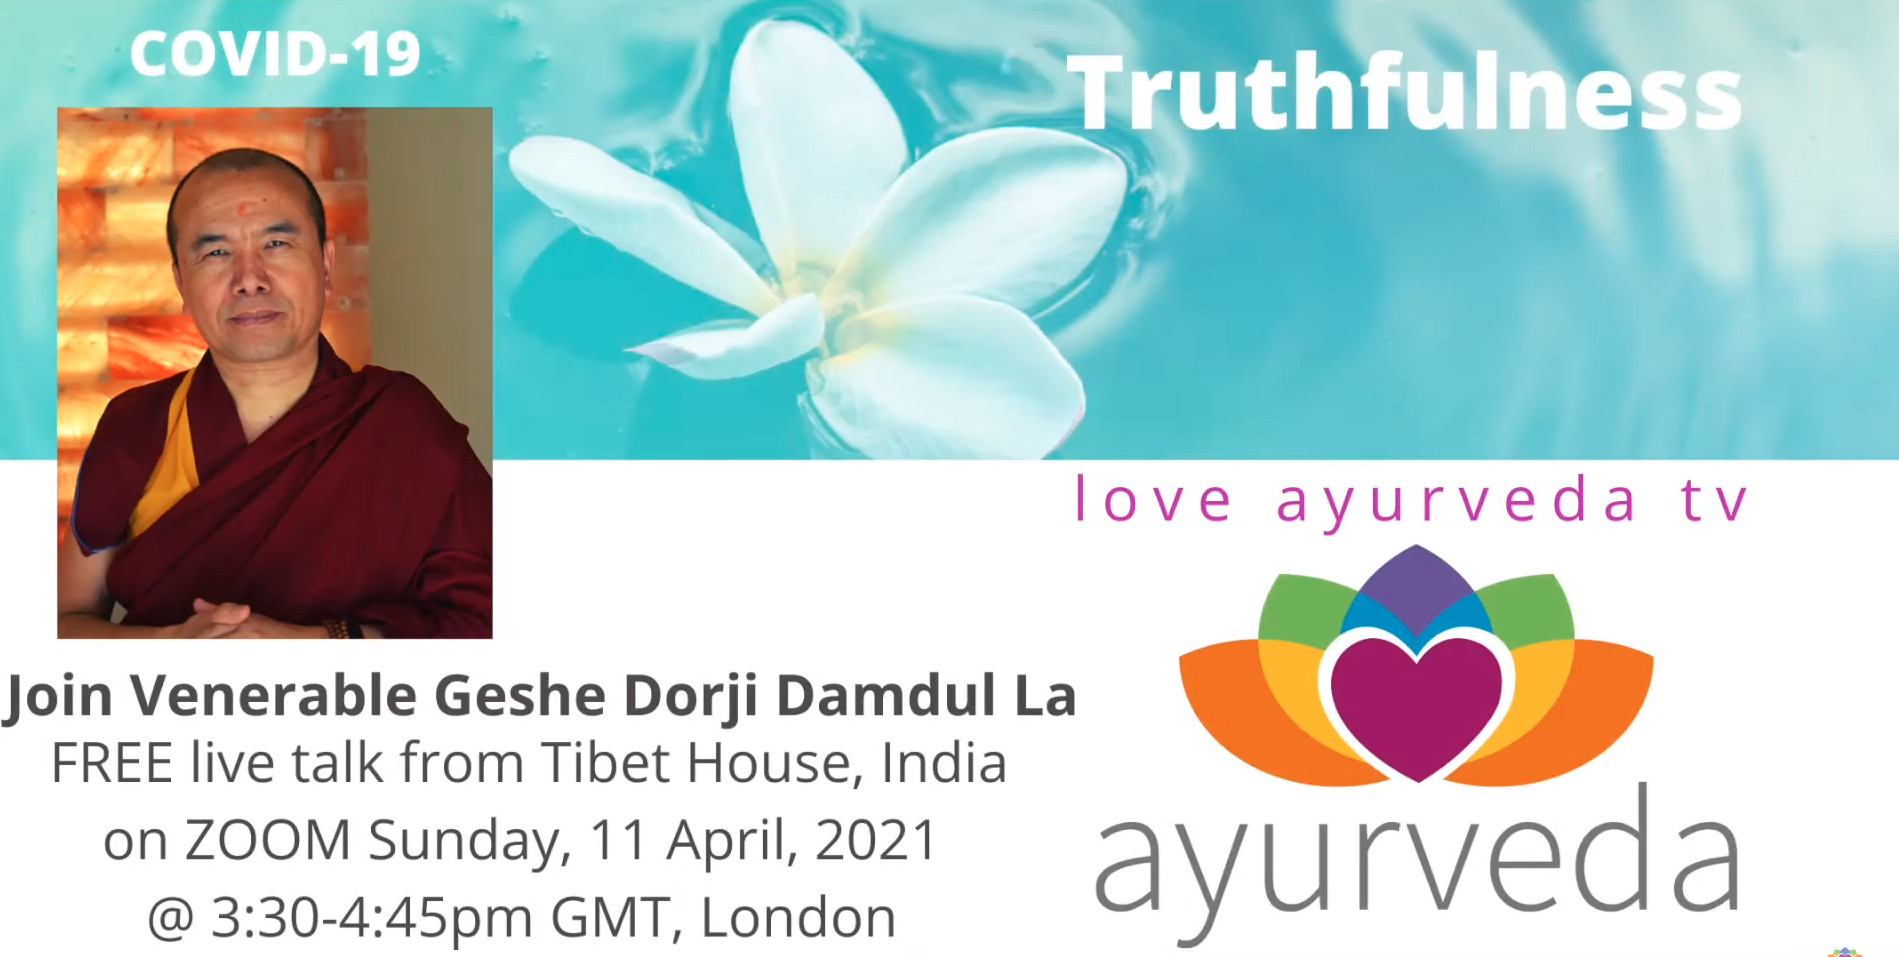 COVID-19
Truthfulness
love ayurveda tv
ayurveda
Join Venerable Geshe Dorji Damdul La
FREE live talk from Tibet House, India
on ZOOM Sunday, 11 April, 2021
@ 3:30-4:45pm GMT, London